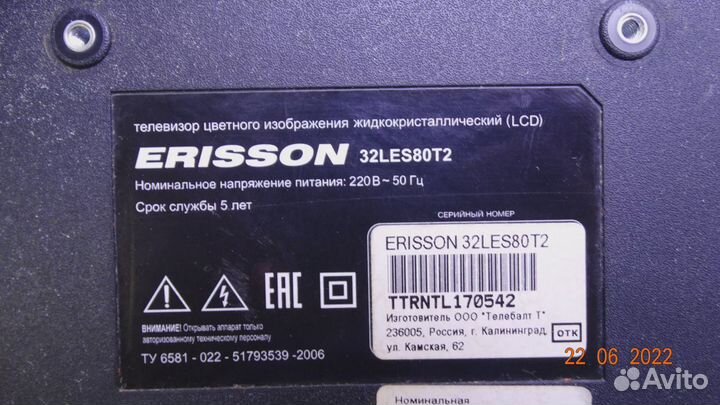 телевизор цветного изображения жидкокристаллический (LCD)
ERISSON 32LES80T2
Номинальное напряжение питания: 220В ~ 50 Гц
Срок службы 5 лет
СЕРИЙНЫЙ НОМЕР
ERISSON 32LES80T2
TTRNTL170542
Изготовитель ООО "Телебалт Т"
236005, Россия, г. Калининград,
ул. Камская, 62
ОТК
EAC
ВНИМАНИЕ! Открывать аппарат только
авторизованному техническому персоналу
ТУ 6581 - 022 - 51793539 -2006
22 06 2022
Номинальная
Avito